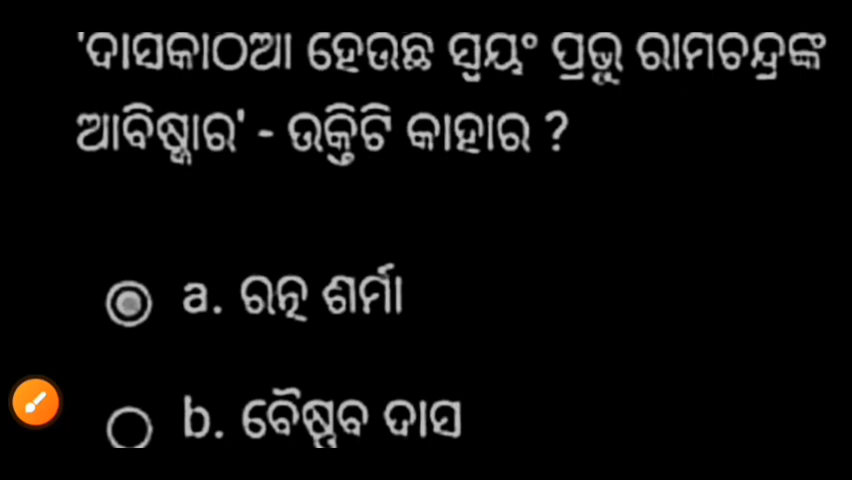 'ଦାସକାଠିଆ ହେଉଛି ସ୍ୱୟଂ ପ୍ରଭୁ ରାମଚନ୍ଦ୍ରଙ୍କ
ଆବିଷ୍କାର' - ଉକ୍ତିଟି କାହାର ?
a. ରତ୍ନ ଶର୍ମା
b. ବୈଷ୍ଣବ ଦାସ